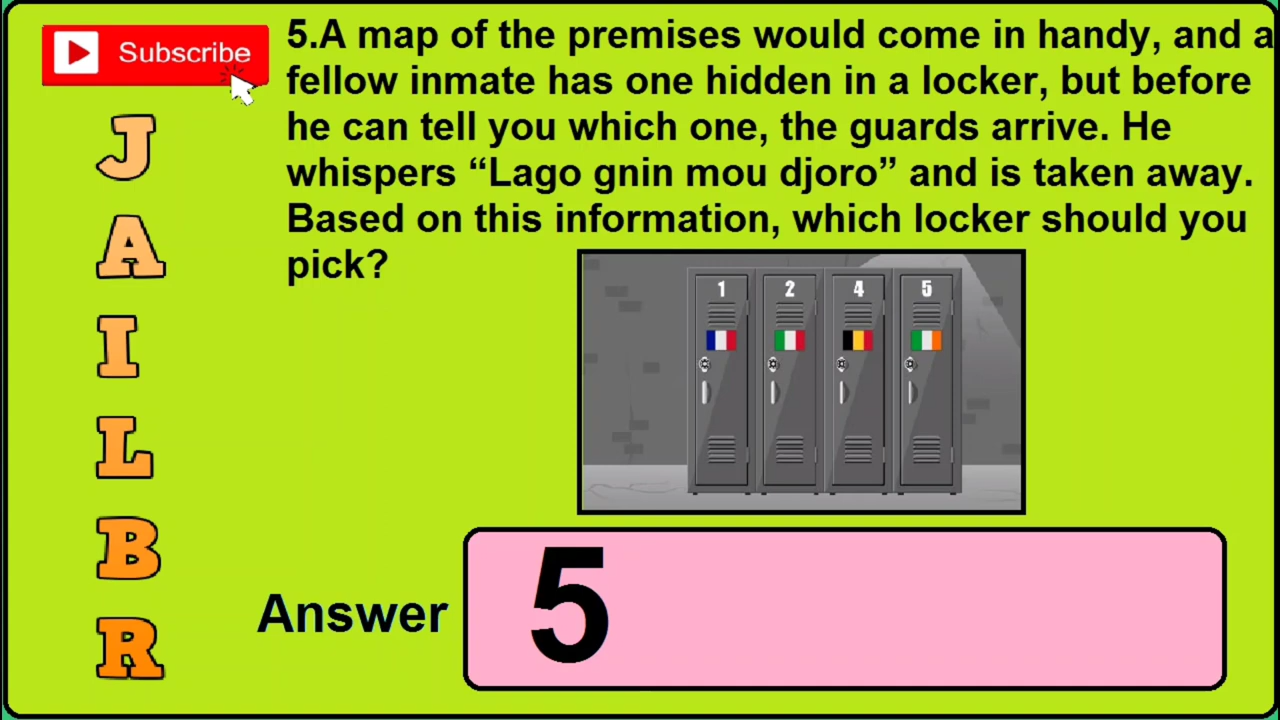 Subscribe
5.A map of the premises would come in handy, and a
fellow inmate has one hidden in a locker, but before
he can tell you which one, the guards arrive. He
whispers “Lago gnin mou djoro” and is taken away.
Based on this information, which locker should you
pick?
J
A
I
L
B
R
1 2 4 5
Answer
5